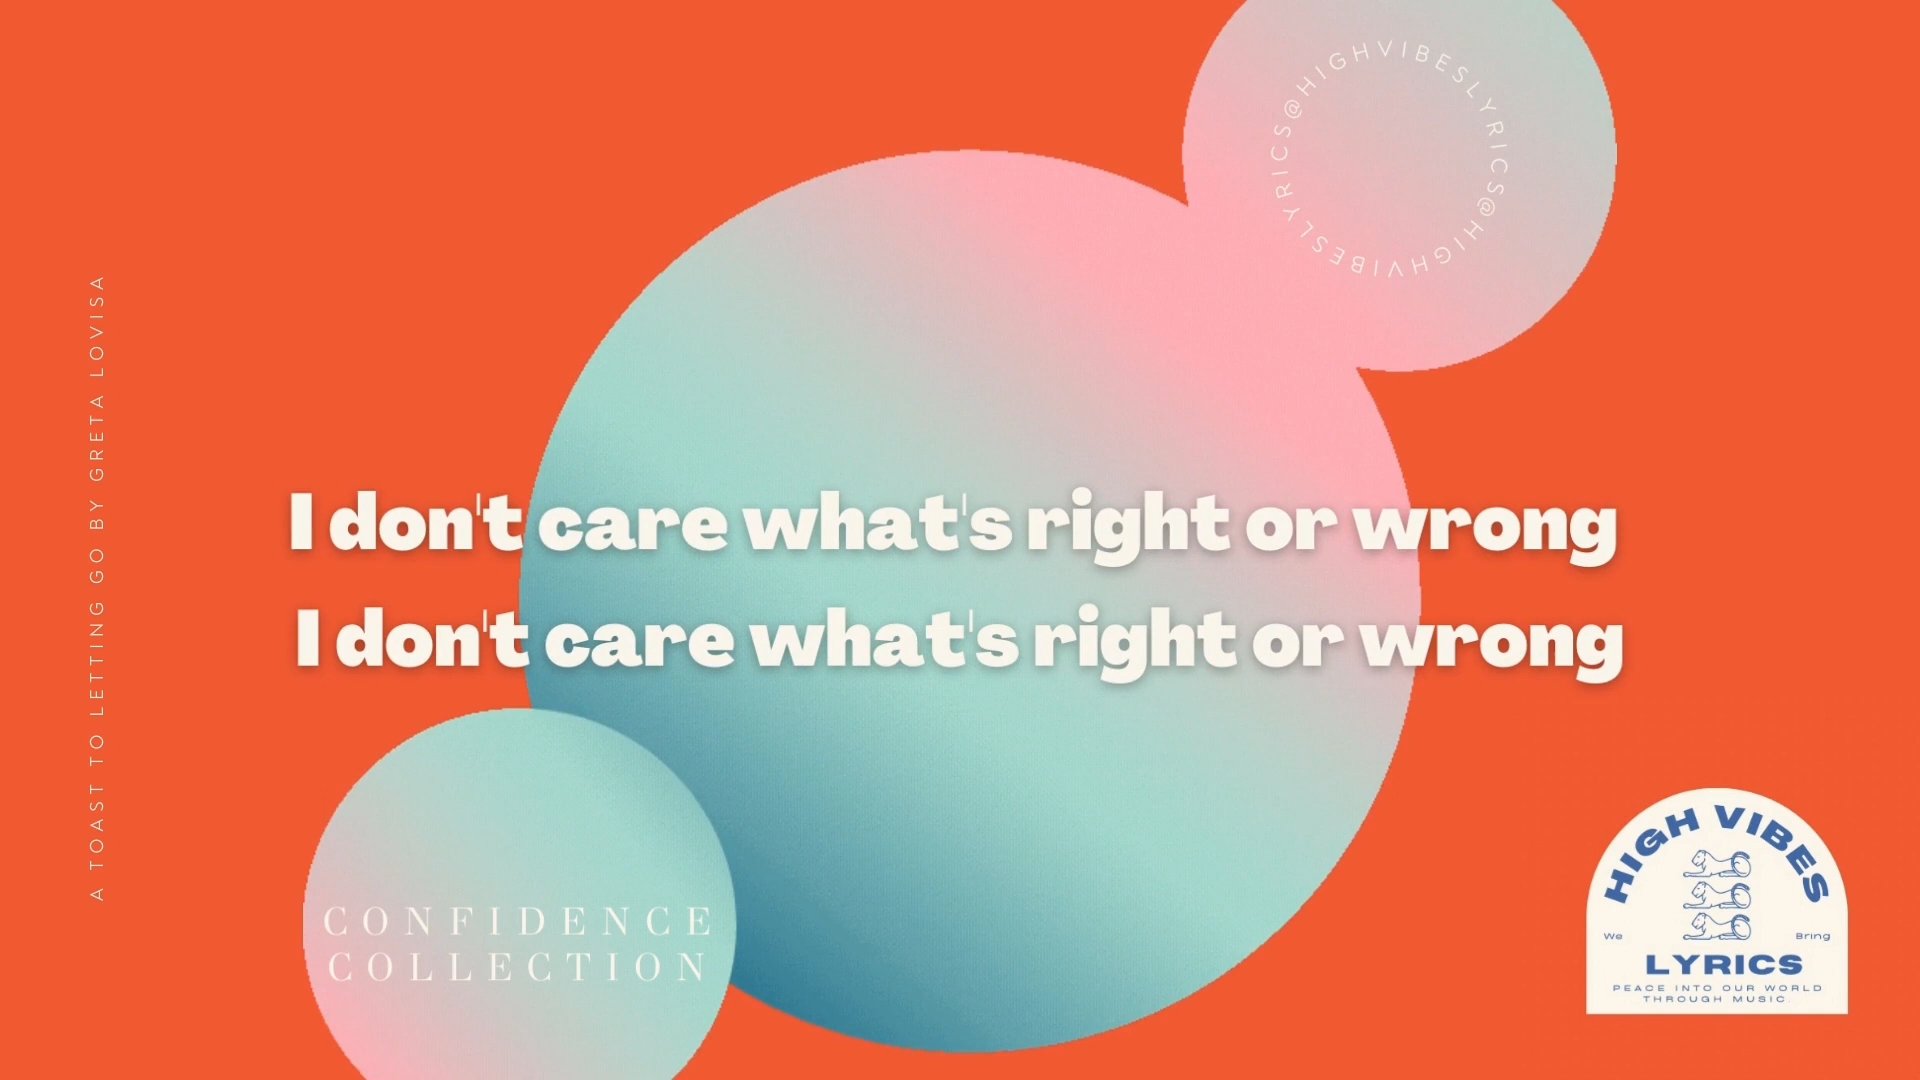 @HIGHVIBESLYRICS@HIGHVIBESLYRICS
A TOAST TO LETTING GO BY GRETA LOVISA
I don't care what's right or wrong
I don't care what's right or wrong
CONFIDENCE
COLLECTION
HIGH VIBES
We Bring
LYRICS
PEACE INTO OUR WORLD
THROUGH MUSIC